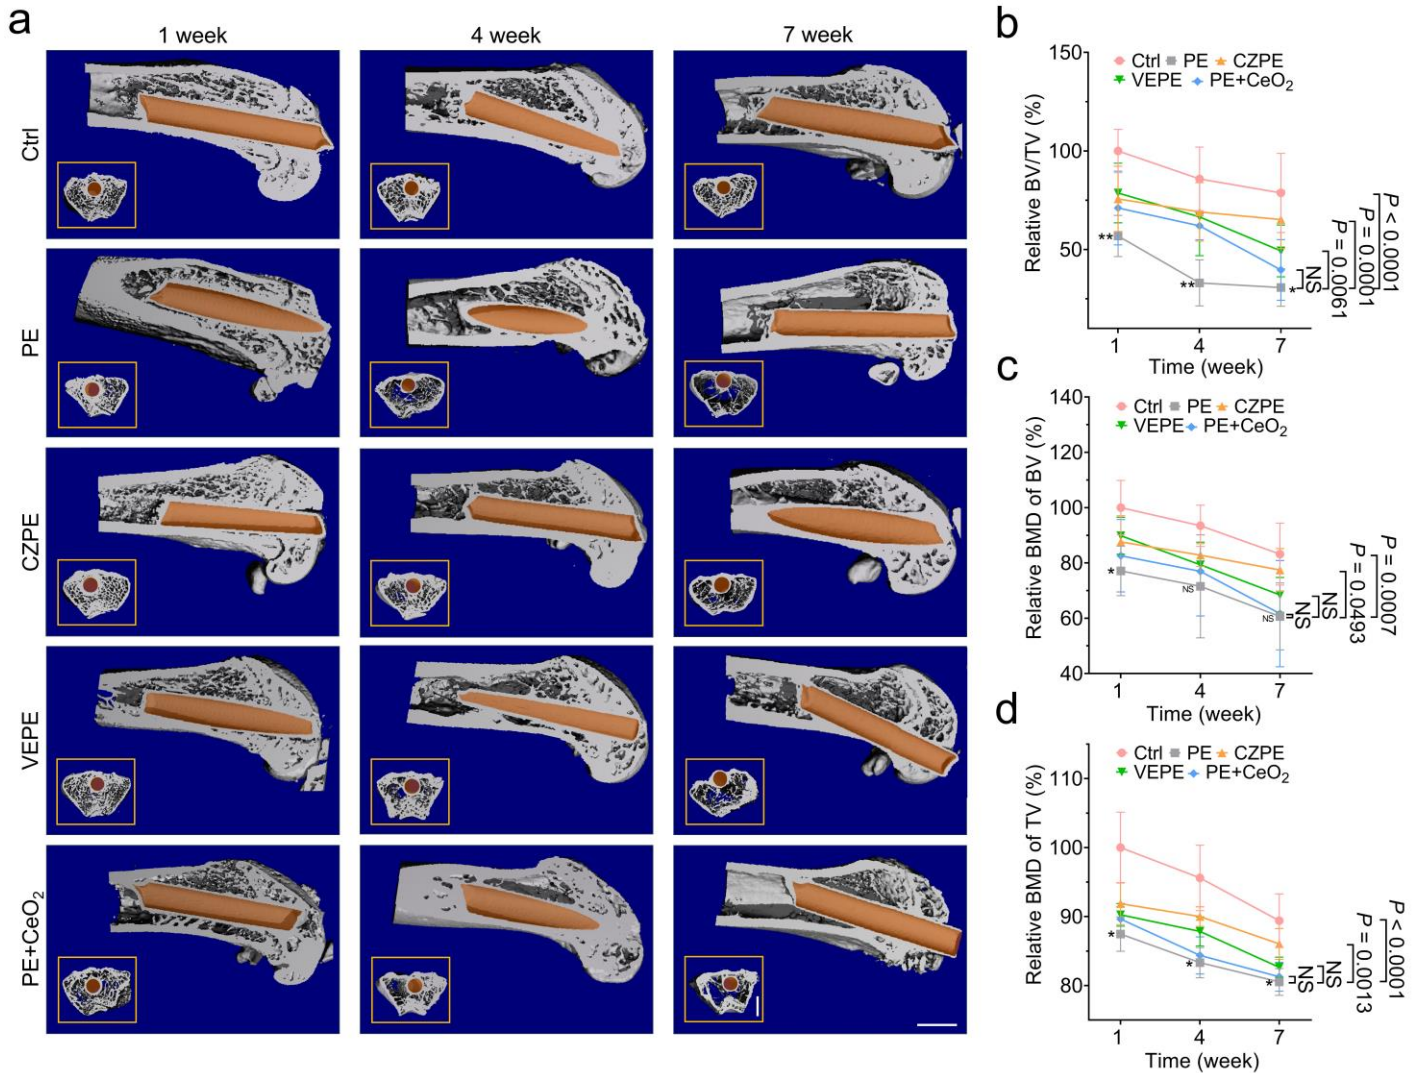 a
1 week 4 week 7 week
Ctrl
PE
CZPE
VEPE
PE+CeO₂
b
Relative BV/TV (%)
150
100
50
Ctrl PE CZPE
VEPE PE+CeO₂
**
**
*
NS
P = 0.0061
P = 0.0001
P < 0.0001
1 4 7
Time (week)
c
Relative BMD of BV (%)
140
120
100
80
60
40
Ctrl PE CZPE
VEPE PE+CeO₂
*
NS
NS
NS
NS
P = 0.0493
P = 0.0007
1 4 7
Time (week)
d
Relative BMD of TV (%)
110
100
90
80
Ctrl PE CZPE
VEPE PE+CeO₂
*
*
*
NS
NS
P = 0.0013
P < 0.0001
1 4 7
Time (week)